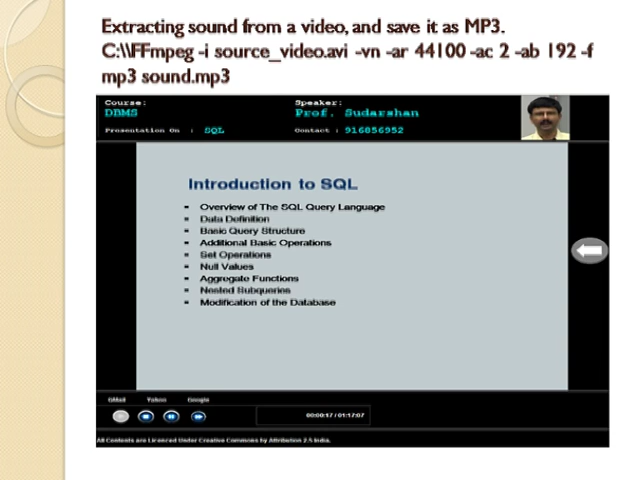 Extracting sound from a video, and save it as MP3.
C:\\FFmpeg -i source_video.avi -vn -ar 44100 -ac 2 -ab 192 -f
mp3 sound.mp3
Course: Speaker:
DBMS Prof. Sudarshan
Presentation On : SQL Contact : 916856952
Introduction to SQL
Overview of The SQL Query Language
Data Definition
Basic Query Structure
Additional Basic Operations
Set Operations
Null Values
Aggregate Functions
Nested Subqueries
Modification of the Database
GMail Yahoo Google
00:00:17 / 01:17:07
All Contents are Licenced Under Creative Commons by Attribution 2.5 India.